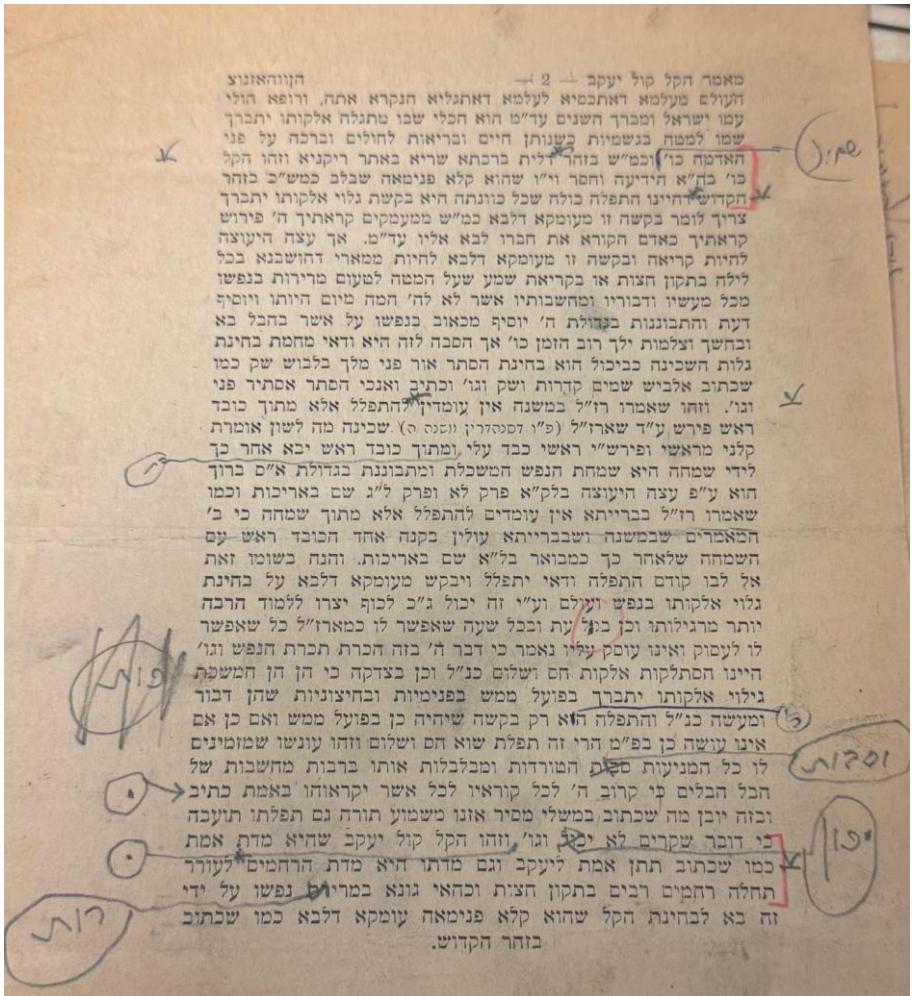 מאמר הקל קול יעקב — 2 —
העולם מעלמא דאתכסיא לעלמא דאתגליא הנקרא אתה, ורופא חולי
עמו ישראל ומברך השנים עד"מ הוא הכלי שבו מתגלה אלקותו יתברך
שמו למטה בגשמיות כשנותן חיים ובריאות לחולים וברכה על פני
שמות
האדמה כו' וכמ"ש בזהר דלית ברכתא שריא באתר ריקניא וזהו הקל
כו' בה"א הידיעה וחסר וי"ו שהוא קלא פנימאה שבלב כמש"כ בזהר
הקדוש דהיינו התפלה כולה שכל כוונתה היא בקשת גלוי אלקותו יתברך
צריך לומר בקשה זו מעומקא דלבא כמ"ש ממעמקים קראתיך ה' פירוש
קראתיך כאדם הקורא את חברו לבא אליו עד"מ. אך עצה היעוצה
להיות קריאה ובקשה זו מעומקא דלבא להיות ממארי דחושבנא בכל
לילה בתקון חצות או בקריאת שמע שעל המטה לטעום מרירות בנפשו
מכל מעשיו ודבוריו ומחשבותיו אשר לא לה' המה מיום היותו ויוסיף
דעת והתבוננות בגדולת ה' יוסיף מכאוב בנפשו על אשר בהבל בא
ובחשך וצלמות ילך רוב הזמן כו' אך הסבה לזה היא ודאי מחמת בחינת
גלות השכינה כביכול הוא בחינת הסתר אור פני מלך בלבוש שק כמו
שכתוב אלביש שמים קדרות ושק וגו' וכתיב ואנכי הסתר אסתיר פני
וגו'. וזהו שאמרו רז"ל במשנה אין עומדין להתפלל אלא מתוך כובד
ראש פירש ע"ד שארז"ל (פ"ו דסנהדרין משנה ה) שכינה מה לשון אומרת
קלני מראשי ופירש"י ראשי כבד עלי ומתוך כובד ראש יבא אחר כך
לידי שמחה היא שמחת הנפש המשכלת ומתבוננת בגדולת א"ס ברוך
הוא ע"פ עצה היעוצה בלק"א פרק לא ופרק ל"ג שם באריכות וכמו
שאמרו רז"ל בברייתא אין עומדים להתפלל אלא מתוך שמחה כי ב'
המאמרים שבמשנה ושבברייתא עולין בקנה אחד הכובד ראש עם
השמחה שלאחר כך כמבואר בל"א שם באריכות. והנה בשומו זאת
אל לבו קודם התפלה ודאי יתפלל ויבקש מעומקא דלבא על בחינת
גלוי אלקותו בנפש ועולם וע"י זה יכול ג"כ לכוף יצרו ללמוד הרבה
יותר מרגילותו וכן בכל עת ובכל שעה שאפשר לו כמארז"ל כל שאפשר
לו לעסוק ואינו עוסק עליו נאמר כי דבר ה' בזה הכרת תכרת הנפש וגו'
היינו הסתלקות אלקות חס ושלום כנ"ל וכן בצדקה כי הן הן המשכת
גילוי אלקותו יתברך בפועל ממש בפנימיות ובחיצוניות שהן דבור
ומעשה כנ"ל והתפלה הוא רק בקשה שיהיה כן בפועל ממש ואם כן אם
אינו עושה כן בפ"מ הרי זה תפלת שוא חס ושלום וזהו עונשו שמזמינים
וסבות
לו כל המניעות הטורדות ומבלבלות אותו ברבות מחשבות של
הבל הבלים כי קרוב ה' לכל קוראיו לכל אשר יקראוהו באמת כתיב
ובזה יובן מה שכתוב במשלי מסיר אזנו משמוע תורה גם תפלתו תועבה
יכון
כי דובר שקרים לא וגו', וזהו הקל קול יעקב שהיא מדת אמת
כמו שכתוב תתן אמת ליעקב וגם מדתו היא מדת הרחמים לעורר
תחלה רחמים רבים בתקון חצות וכהאי גונא במרירות נפשו על ידי
רות
זה בא לבחינת הקל שהוא קלא פנימאה עומקא דלבא כמו שכתוב
בזהר הקדוש.